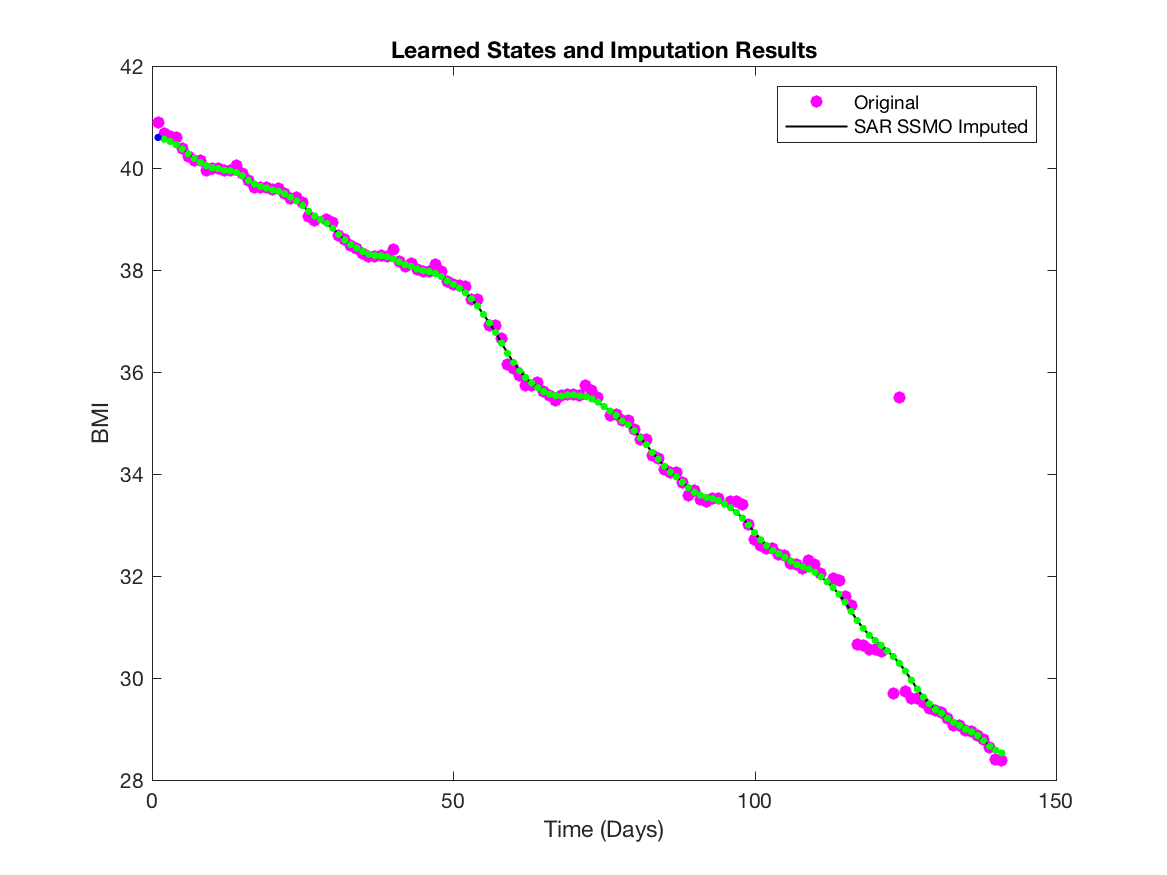 Learned States and Imputation Results
Original
SAR SSMO Imputed
42
40
38
36
34
32
30
28
BMI
0
50
100
150
Time (Days)